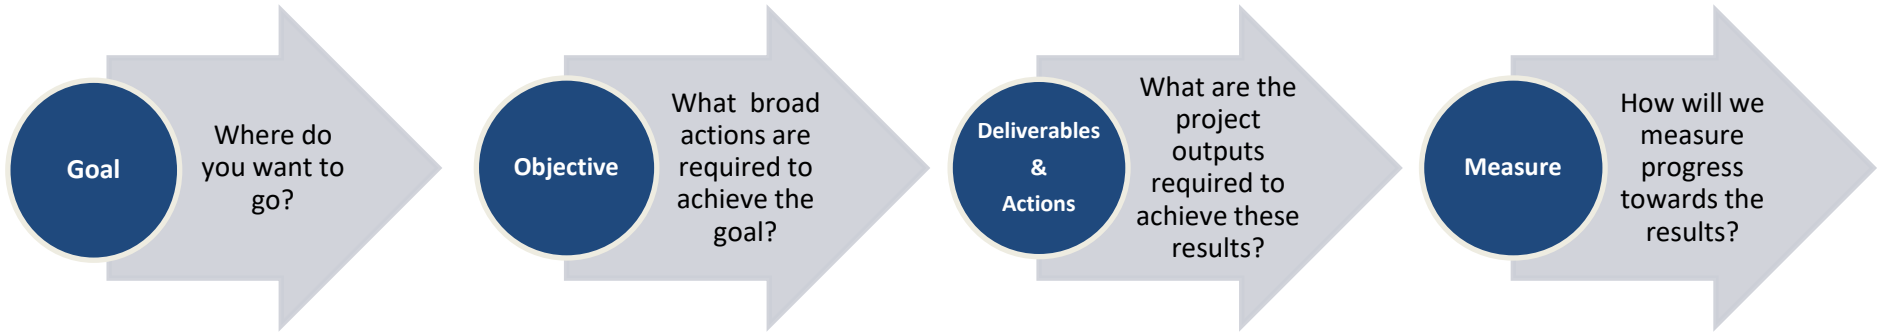 Goal
Where do
you want to
go?
Objective
What  broad
actions are
required to
achieve the
goal?
Deliverables
&
Actions
What are the
project
outputs
required to
achieve these
results?
Measure
How will we
measure
progress
towards the
results?